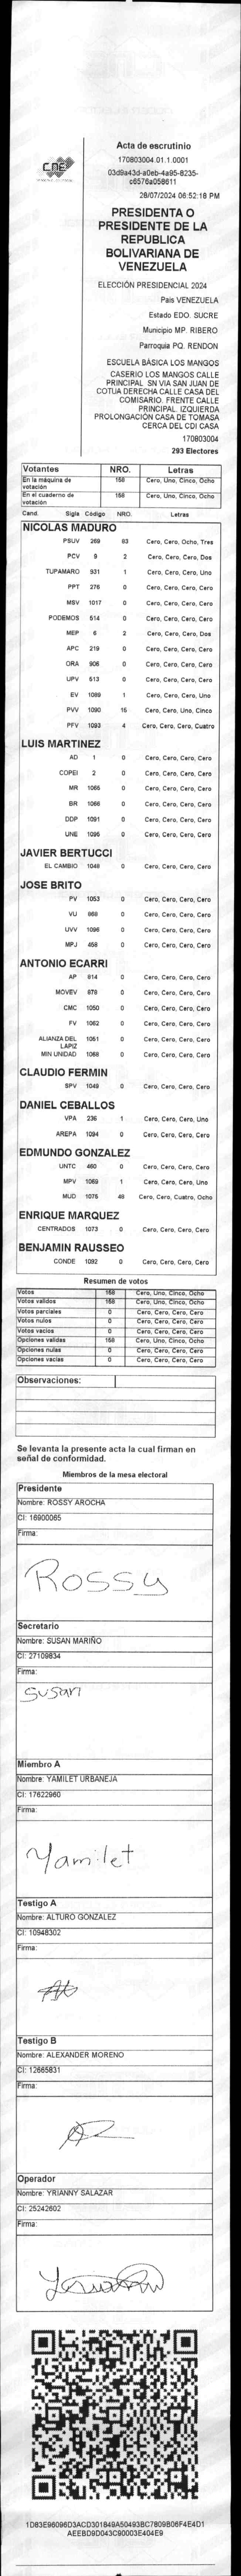 CNE
Acta de escrutinio
170803004.01.1.0001
03d9a43d-a0eb-4a95-8235-
c6576a058611
28/07/2024 06:52:18 PM
PRESIDENTA O
PRESIDENTE DE LA
REPUBLICA
BOLIVARIANA DE
VENEZUELA
ELECCIÓN PRESIDENCIAL 2024
Pais VENEZUELA
Estado EDO. SUCRE
Municipio MP. RIBERO
Parroquia PQ. RENDON
ESCUELA BÁSICA LOS MANGOS
CASERIO LOS MANGOS CALLE
PRINCIPAL SN VIA SAN JUAN DE
COTUA DERECHA CALLE CASA DEL
COMISARIO. FRENTE CALLE
PRINCIPAL. IZQUIERDA
PROLONGACIÓN CASA DE TOMASA
CERCA DEL CDI CASA
170803004
293 Electores
Votantes NRO. Letras
En la máquina de votación 158 Cero, Uno, Cinco, Ocho
En el cuaderno de votación 158 Cero, Uno, Cinco, Ocho
Cand. Sigla Código NRO. Letras
NICOLAS MADURO
PSUV 269 83 Cero, Cero, Ocho, Tres
PCV 9 2 Cero, Cero, Cero, Dos
TUPAMARO 931 1 Cero, Cero, Cero, Uno
PPT 276 0 Cero, Cero, Cero, Cero
MSV 1017 0 Cero, Cero, Cero, Cero
PODEMOS 514 0 Cero, Cero, Cero, Cero
MEP 6 2 Cero, Cero, Cero, Dos
APC 219 0 Cero, Cero, Cero, Cero
ORA 906 0 Cero, Cero, Cero, Cero
UPV 513 0 Cero, Cero, Cero, Cero
EV 1089 1 Cero, Cero, Cero, Uno
PVV 1090 15 Cero, Cero, Uno, Cinco
PFV 1093 4 Cero, Cero, Cero, Cuatro
LUIS MARTINEZ
AD 1 0 Cero, Cero, Cero, Cero
COPEI 2 0 Cero, Cero, Cero, Cero
MR 1065 0 Cero, Cero, Cero, Cero
BR 1066 0 Cero, Cero, Cero, Cero
DDP 1091 0 Cero, Cero, Cero, Cero
UNE 1095 0 Cero, Cero, Cero, Cero
JAVIER BERTUCCI
EL CAMBIO 1048 0 Cero, Cero, Cero, Cero
JOSE BRITO
PV 1053 0 Cero, Cero, Cero, Cero
VU 868 0 Cero, Cero, Cero, Cero
UVV 1096 0 Cero, Cero, Cero, Cero
MPJ 458 0 Cero, Cero, Cero, Cero
ANTONIO ECARRI
AP 814 0 Cero, Cero, Cero, Cero
MOVEV 979 0 Cero, Cero, Cero, Cero
CMC 1050 0 Cero, Cero, Cero, Cero
FV 1062 0 Cero, Cero, Cero, Cero
ALIANZA DEL LAPIZ 1051 0 Cero, Cero, Cero, Cero
MIN UNIDAD 1068 0 Cero, Cero, Cero, Cero
CLAUDIO FERMIN
SPV 1049 0 Cero, Cero, Cero, Cero
DANIEL CEBALLOS
VPA 236 1 Cero, Cero, Cero, Uno
AREPA 1094 0 Cero, Cero, Cero, Cero
EDMUNDO GONZALEZ
UNTC 460 0 Cero, Cero, Cero, Cero
MPV 1069 1 Cero, Cero, Cero, Uno
MUD 1075 48 Cero, Cero, Cuatro, Ocho
ENRIQUE MARQUEZ
CENTRADOS 1073 0 Cero, Cero, Cero, Cero
BENJAMIN RAUSSEO
CONDE 1092 0 Cero, Cero, Cero, Cero
Resumen de votos
Votos 158 Cero, Uno, Cinco, Ocho
Votos validos 158 Cero, Uno, Cinco, Ocho
Votos parciales 0 Cero, Cero, Cero, Cero
Votos nulos 0 Cero, Cero, Cero, Cero
Votos vacios 0 Cero, Cero, Cero, Cero
Opciones validas 158 Cero, Uno, Cinco, Ocho
Opciones nulas 0 Cero, Cero, Cero, Cero
Opciones vacias 0 Cero, Cero, Cero, Cero
Observaciones:
Se levanta la presente acta la cual firman en
señal de conformidad.
Miembros de la mesa electoral
Presidente
Nombre: ROSSY AROCHA
CI: 16900065
Firma:
Rossy
Secretario
Nombre: SUSAN MARIÑO
CI: 27109834
Firma:
Susan
Miembro A
Nombre: YAMILET URBANEJA
CI: 17622960
Firma:
Yamilet
Testigo A
Nombre: ALTURO GONZALEZ
CI: 10948302
Firma:
Testigo B
Nombre: ALEXANDER MORENO
CI: 12665831
Firma:
Operador
Nombre: YRIANNY SALAZAR
CI: 25242602
Firma:
1D83E96096D3ACD301849A50493BC7809B06F4E4D1
AEEBD9D043C90003E404E9